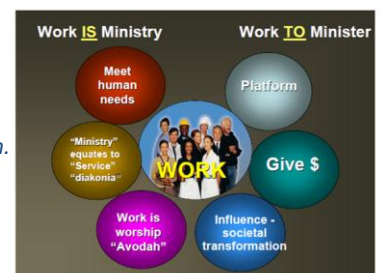 Work IS Ministry
Work TO Minister
Meet
human
needs
Platform
n.
"Ministry"
equates to
"Service"
"diakonia"
WORK
Give $
Work is
worship
"Avodah"
Influence -
societal
transformation